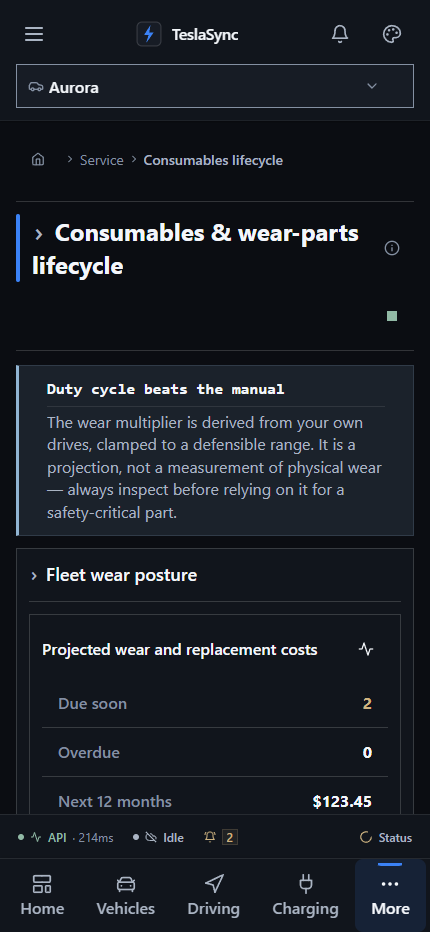 TeslaSync
Aurora
Service
Consumables lifecycle
Consumables & wear-parts
lifecycle
Duty cycle beats the manual
The wear multiplier is derived from your own
drives, clamped to a defensible range. It is a
projection, not a measurement of physical wear
— always inspect before relying on it for a
safety-critical part.
Fleet wear posture
Projected wear and replacement costs
Due soon 2
Overdue 0
Next 12 months $123.45
API · 214ms Idle 2 Status
Home Vehicles Driving Charging More